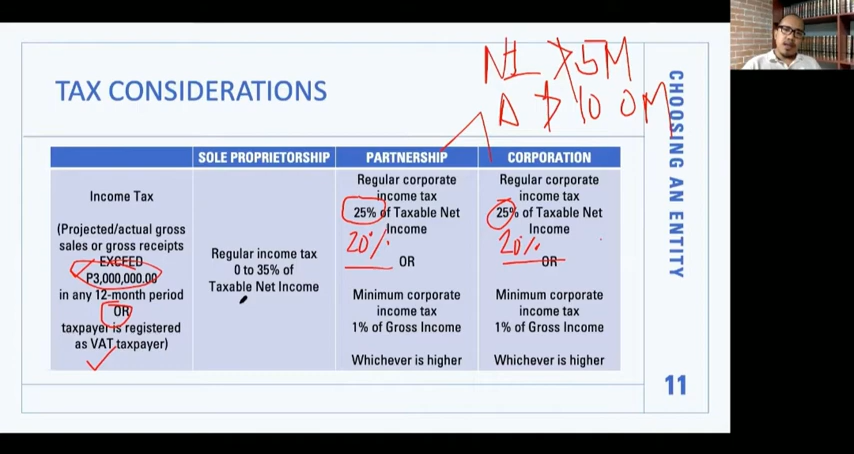 TAX CONSIDERATIONS
NI > 5M
A > 100M
CHOOSING AN ENTITY
SOLE PROPRIETORSHIP
PARTNERSHIP
CORPORATION
Income Tax
(Projected/actual gross
sales or gross receipts
EXCEED
P3,000,000.00
in any 12-month period
OR
taxpayer is registered
as VAT taxpayer)
Regular income tax
0 to 35% of
Taxable Net Income
Regular corporate
income tax
25% of Taxable Net
Income
20%
OR
Minimum corporate
income tax
1% of Gross Income
Whichever is higher
Regular corporate
income tax
25% of Taxable Net
Income
20%
OR
Minimum corporate
income tax
1% of Gross Income
Whichever is higher
11